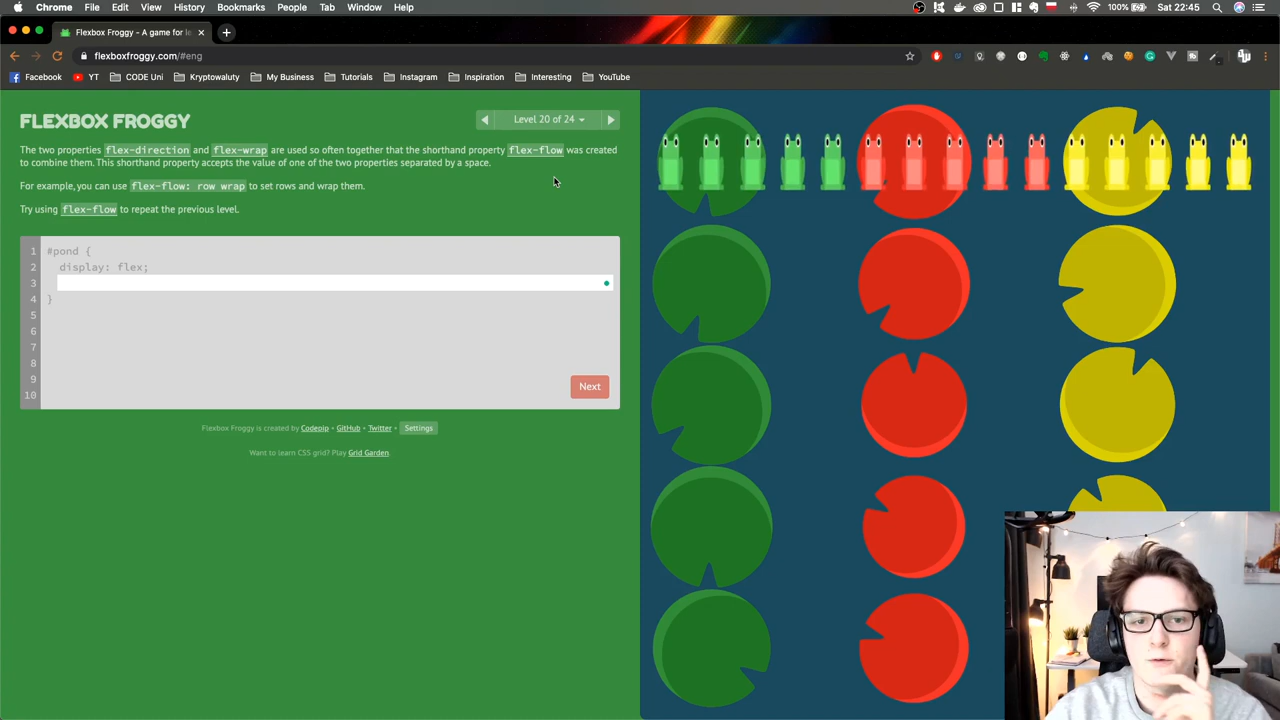 Chrome File Edit View History Bookmarks People Tab Window Help
100% Sat 22:45
Flexbox Froggy - A game for le
flexboxfroggy.com/#eng
Facebook YT CODE Uni Kryptowaluty My Business Tutorials Instagram Inspiration Interesting YouTube
FLEXBOX FROGGY
Level 20 of 24
The two properties flex-direction and flex-wrap are used so often together that the shorthand property flex-flow was created
to combine them. This shorthand property accepts the value of one of the two properties separated by a space.
For example, you can use flex-flow: row wrap to set rows and wrap them.
Try using flex-flow to repeat the previous level.
1 #pond {
2 display: flex;
3
4 }
5
6
7
8
9
10
Next
Flexbox Froggy is created by Codepip • GitHub • Twitter • Settings
Want to learn CSS grid? Play Grid Garden.